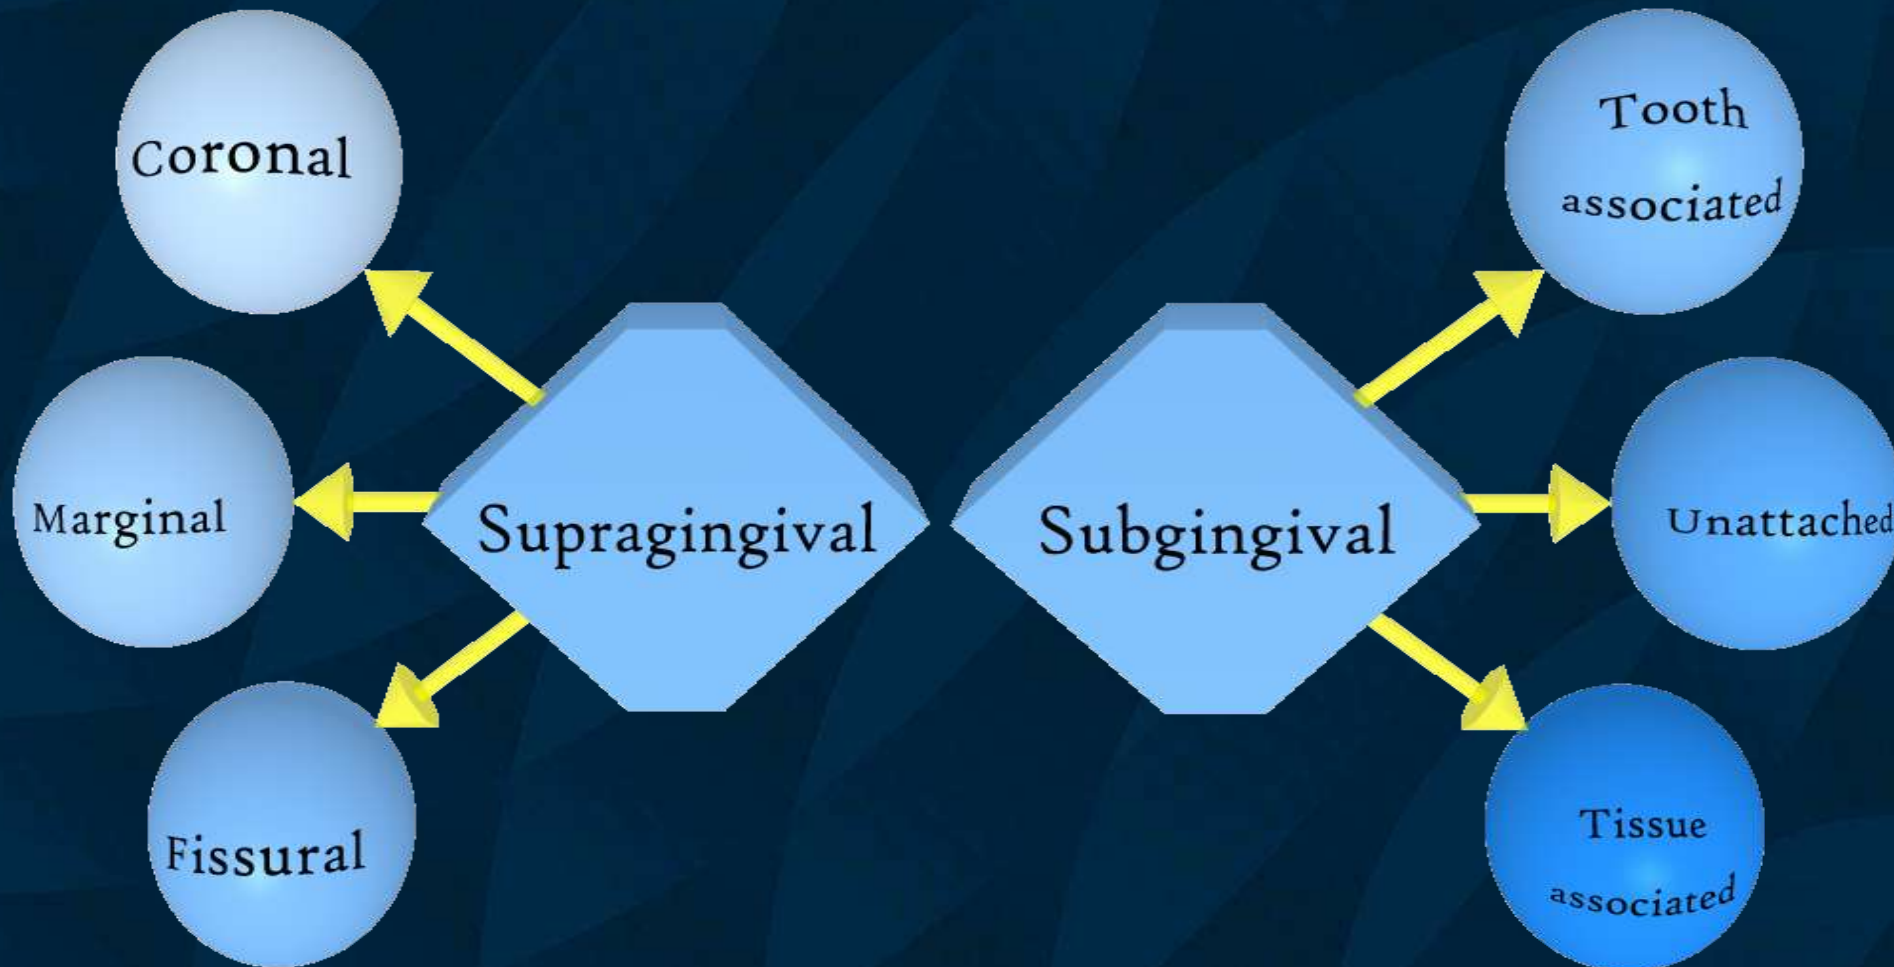 Coronal
Marginal
Fissural
Supragingival
Subgingival
Tooth
associated
Unattached
Tissue
associated